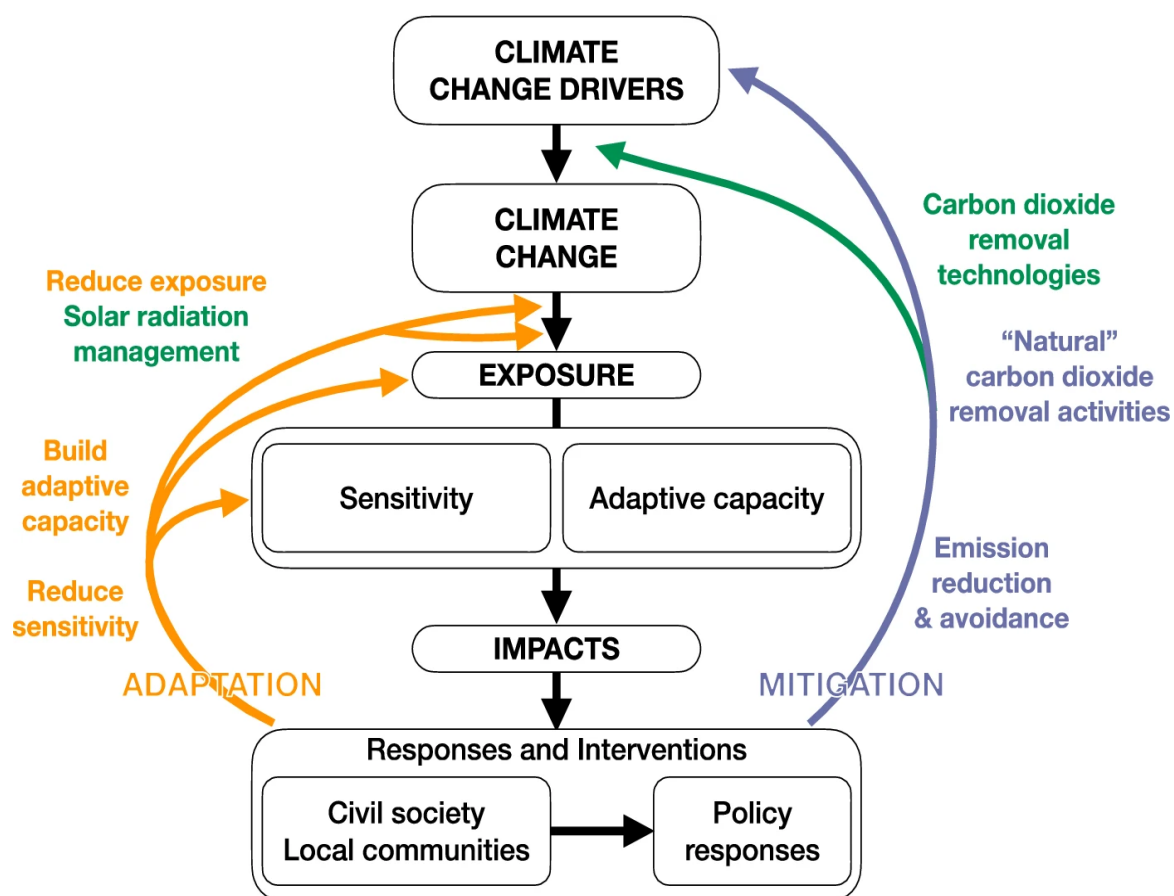 CLIMATE
CHANGE DRIVERS
CLIMATE
CHANGE
Carbon dioxide
removal
technologies
Reduce exposure
Solar radiation
management
“Natural”
carbon dioxide
removal activities
EXPOSURE
Build
adaptive
capacity
Sensitivity
Adaptive capacity
Emission
reduction
& avoidance
Reduce
sensitivity
IMPACTS
ADAPTATION
MITIGATION
Responses and Interventions
Civil society
Local communities
Policy
responses